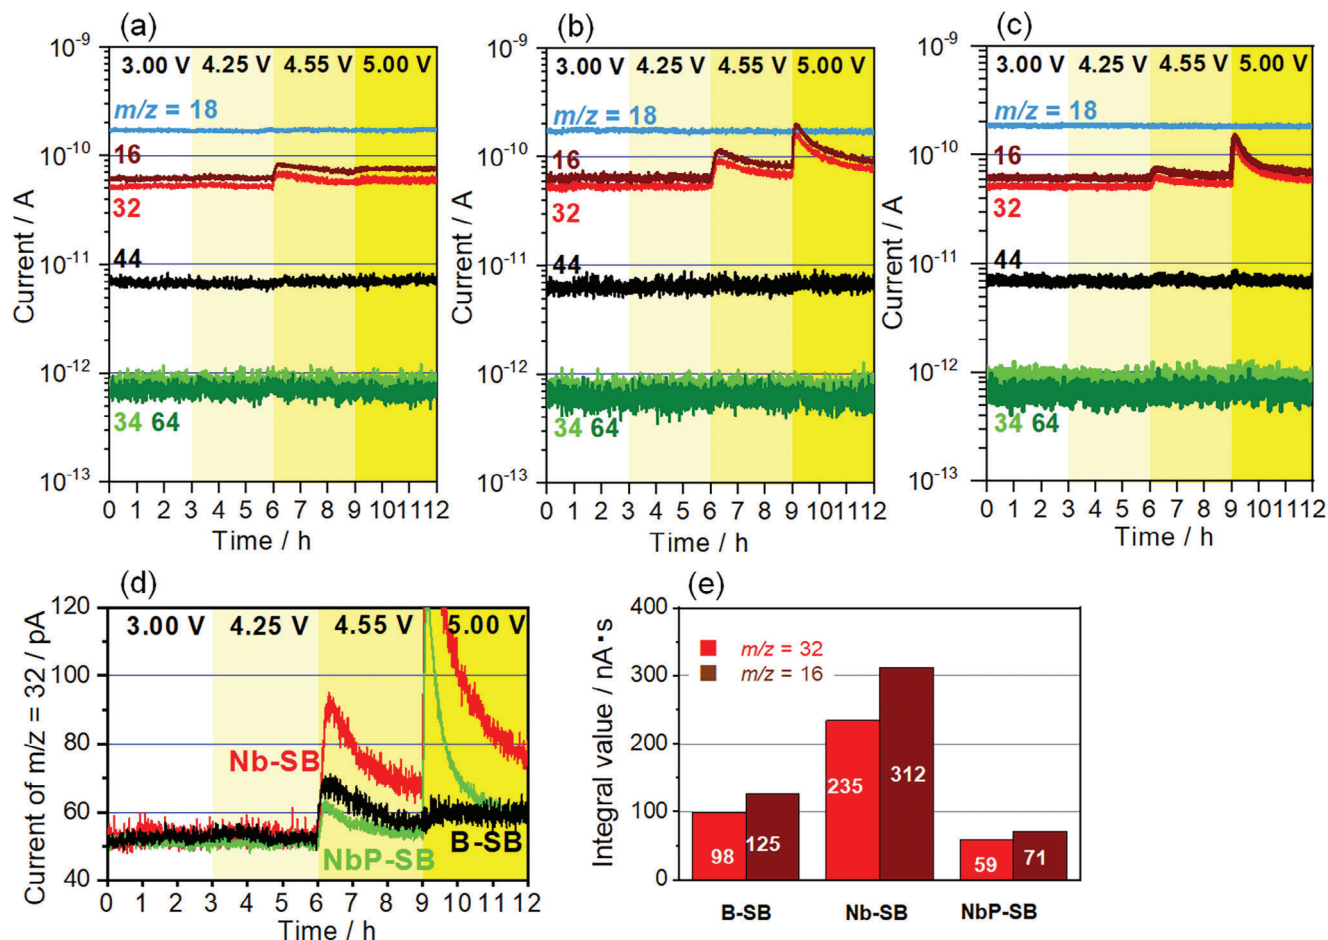 (a)
10⁻⁹
3.00 V 4.25 V 4.55 V 5.00 V
m/z = 18
10⁻¹⁰
16
32
10⁻¹¹
44
10⁻¹²
34 64
10⁻¹³
0 1 2 3 4 5 6 7 8 9 10 11 12
Current / A
Time / h
(b)
10⁻⁹
3.00 V 4.25 V 4.55 V 5.00 V
m/z = 18
10⁻¹⁰
16
32
10⁻¹¹
44
10⁻¹²
34 64
10⁻¹³
0 1 2 3 4 5 6 7 8 9 10 11 12
Current / A
Time / h
(c)
10⁻⁹
3.00 V 4.25 V 4.55 V 5.00 V
m/z = 18
10⁻¹⁰
16
32
10⁻¹¹
44
10⁻¹²
34 64
10⁻¹³
0 1 2 3 4 5 6 7 8 9 10 11 12
Current / A
Time / h
(d)
120
3.00 V 4.25 V 4.55 V 5.00 V
100
80
Nb-SB
60
B-SB
NbP-SB
40
0 1 2 3 4 5 6 7 8 9 10 11 12
Current of m/z = 32 / pA
Time / h
(e)
400
m/z = 32
m/z = 16
300
200
235 312
100
98 125 59 71
0
B-SB Nb-SB NbP-SB
Integral value / nA・s